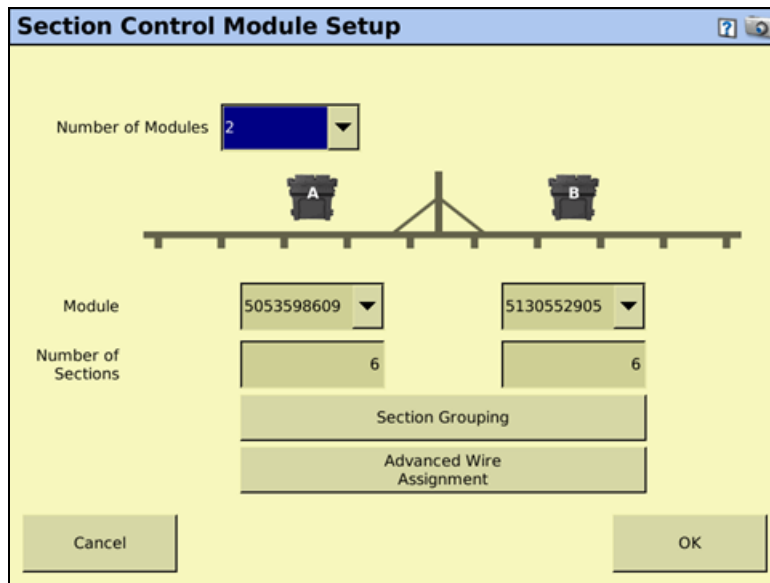 Section Control Module Setup
?
Number of Modules 2
A B
Module 5053598609 5130552905
Number of
Sections 6 6
Section Grouping
Advanced Wire
Assignment
Cancel OK